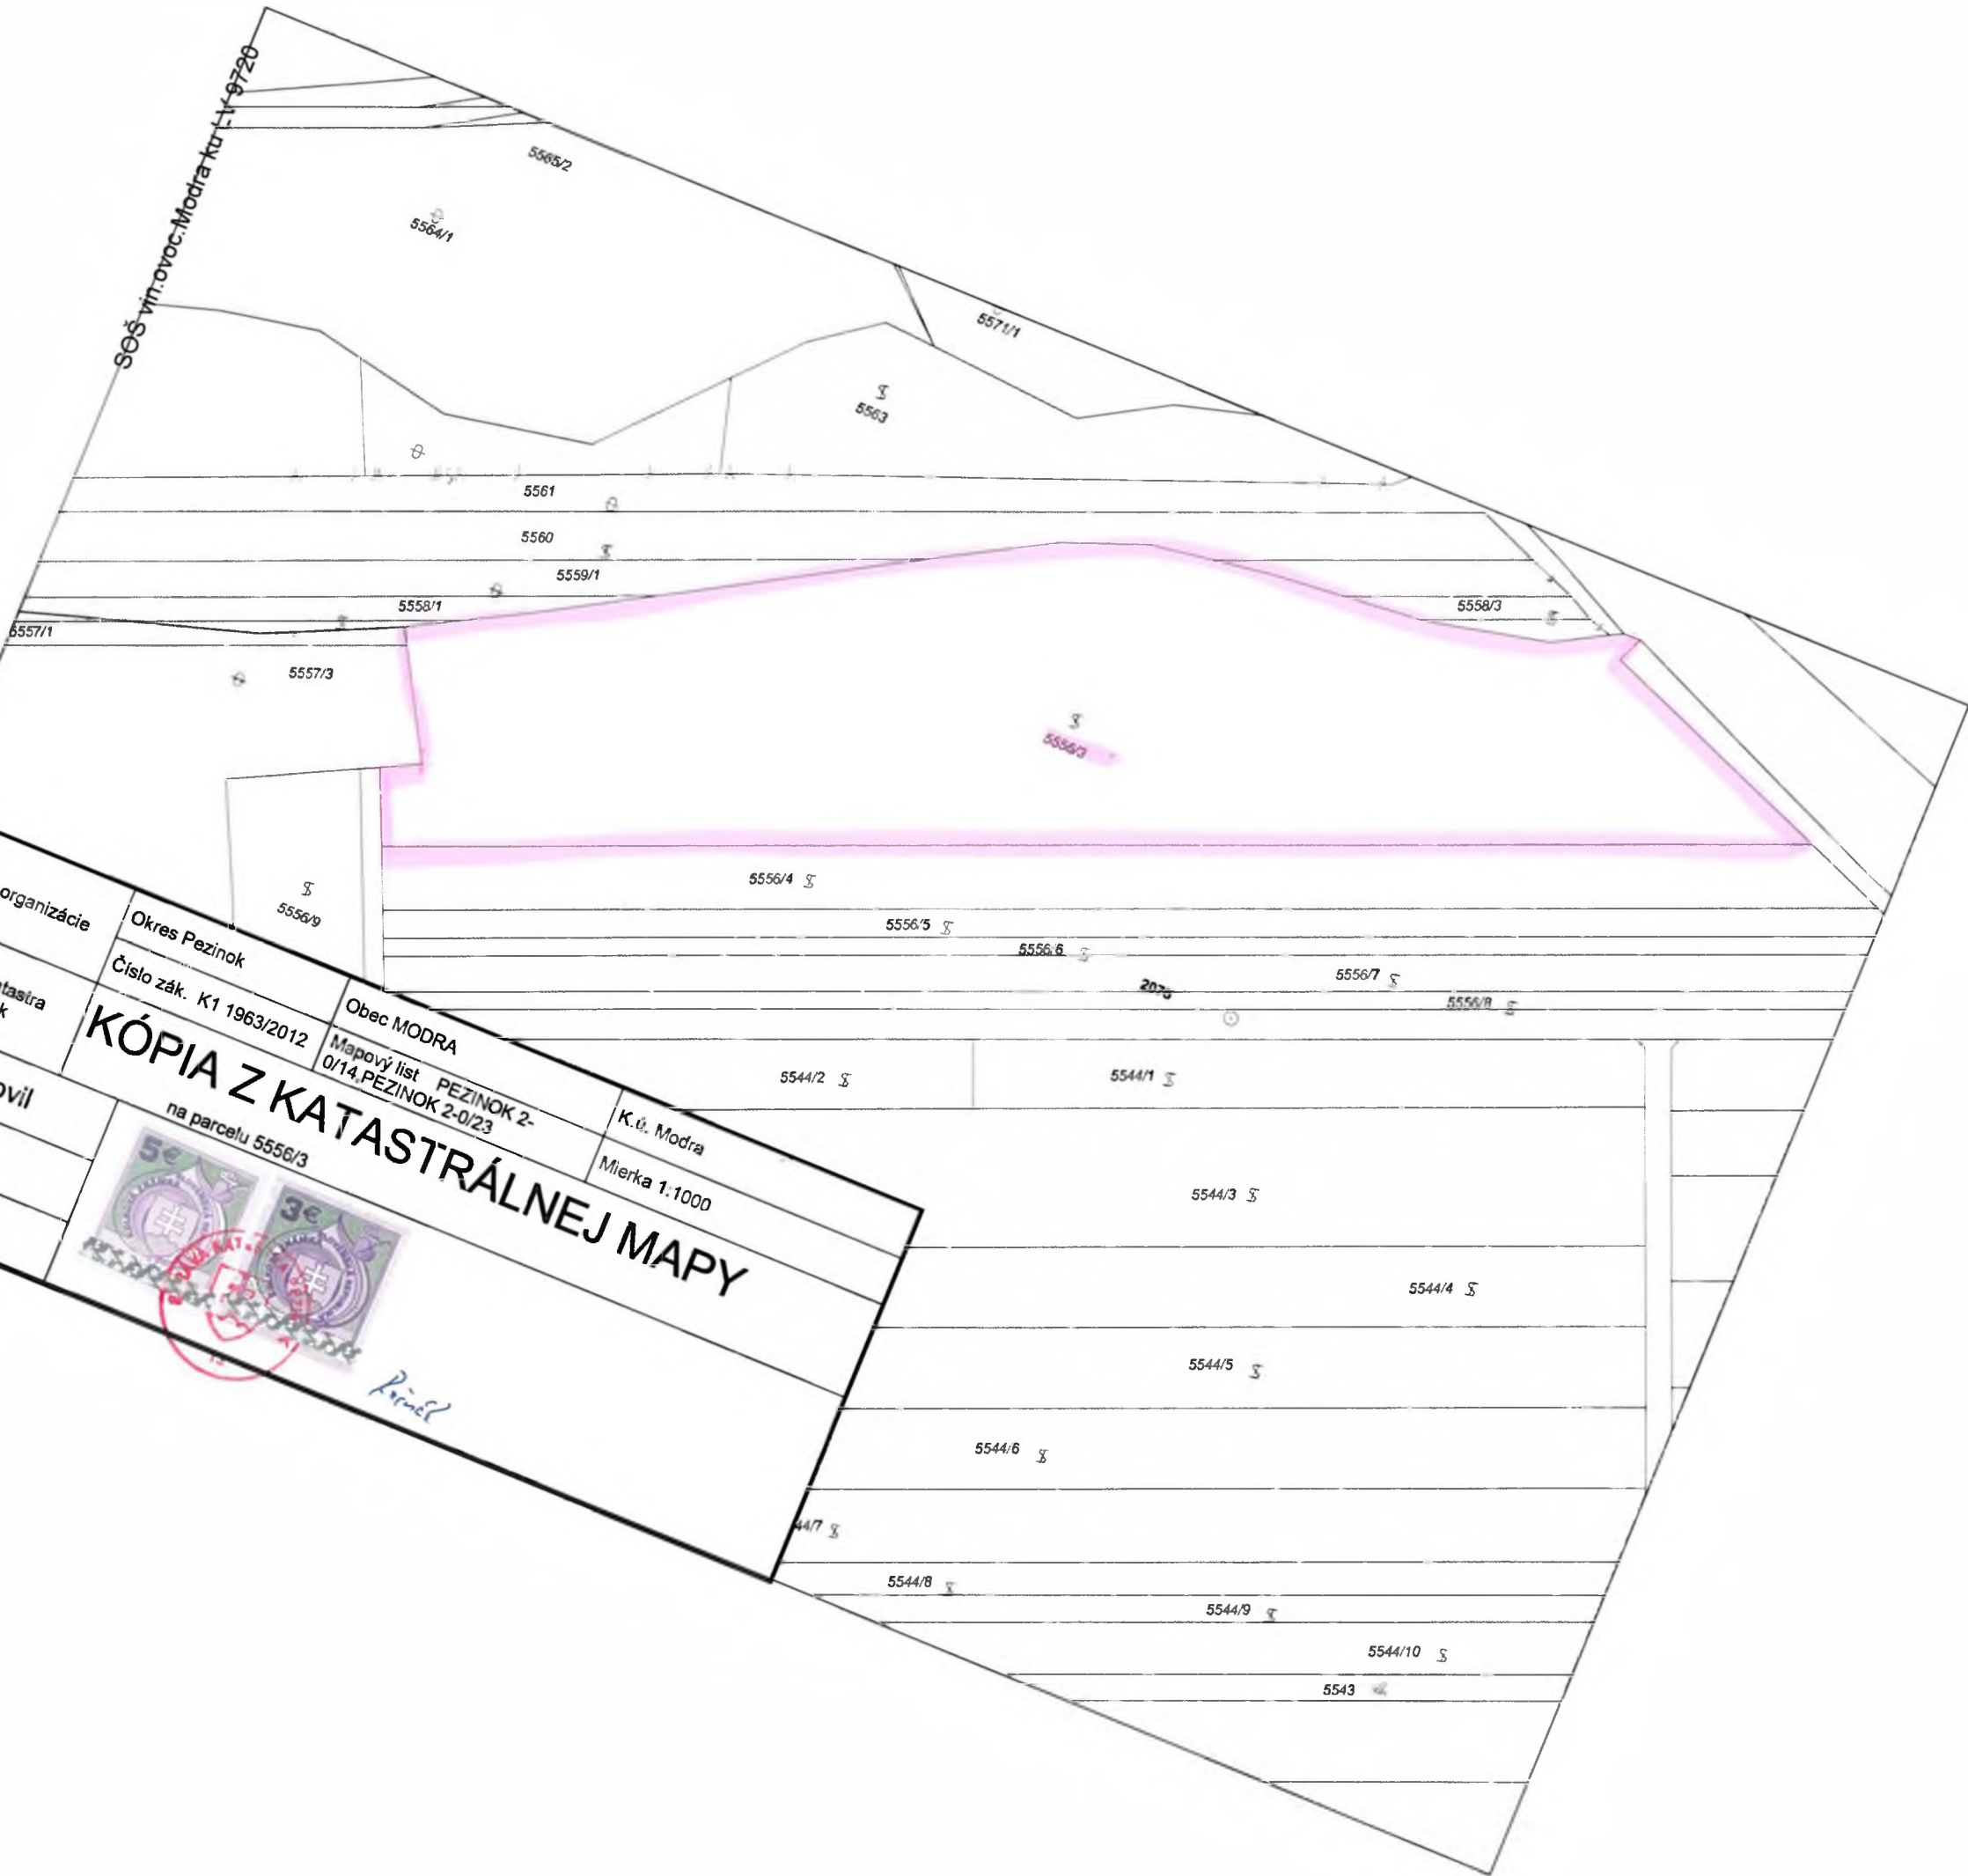 SOŠ vin.ovoc.Modra ku LV 9720
5565/2
5564/1
5571/1
5563
5561
5560
5559/1
5558/1
5558/3
5557/1
5557/3
5556/3
5556/4
5556/9
5556/5
5556/6
5556/7
2075
5556/8
5544/2
5544/1
5544/3
5544/4
5544/5
5544/6
44/7
5544/8
5544/9
5544/10
5543
organizácie
Okres Pezinok
Obec MODRA
K.ú. Modra
Číslo zák. K1 1963/2012
Mapový list PEZINOK 2-
0/14,PEZINOK 2-0/23
Mierka 1:1000
KÓPIA Z KATASTRÁLNEJ MAPY
na parcelu 5556/3
ovil
5€
3€